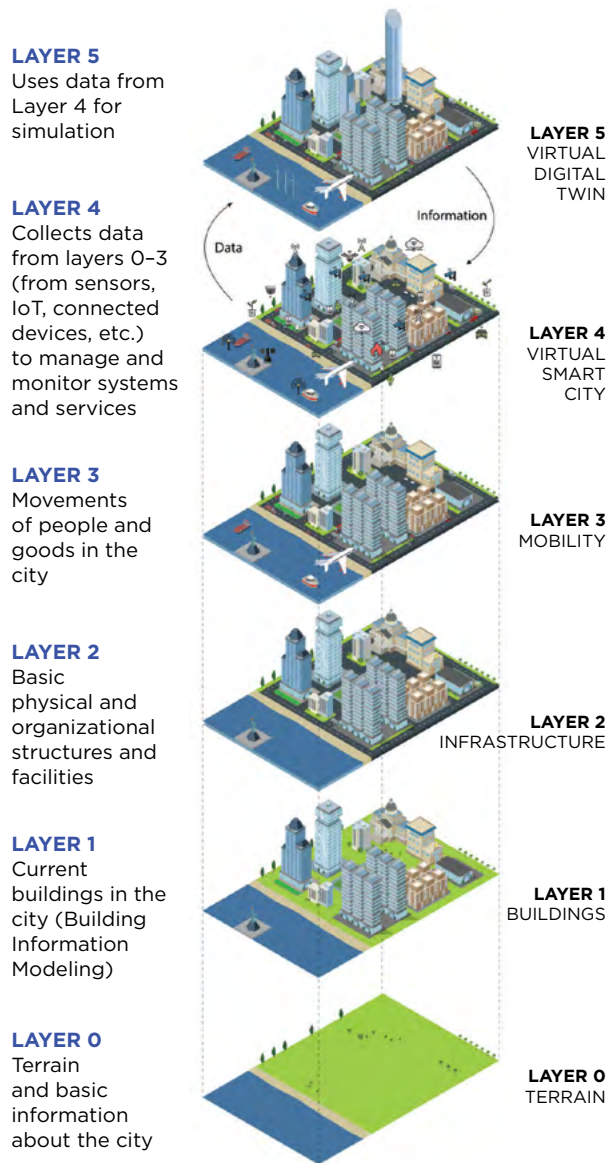 LAYER 5
Uses data from
Layer 4 for
simulation
LAYER 5
VIRTUAL
DIGITAL
TWIN
LAYER 4
Collects data
from layers 0–3
(from sensors,
IoT, connected
devices, etc.)
to manage and
monitor systems
and services
Data
Information
LAYER 4
VIRTUAL
SMART
CITY
LAYER 3
Movements
of people and
goods in the
city
LAYER 3
MOBILITY
LAYER 2
Basic
physical and
organizational
structures and
facilities
LAYER 2
INFRASTRUCTURE
LAYER 1
Current
buildings in the
city (Building
Information
Modeling)
LAYER 1
BUILDINGS
LAYER 0
Terrain
and basic
information
about the city
LAYER 0
TERRAIN